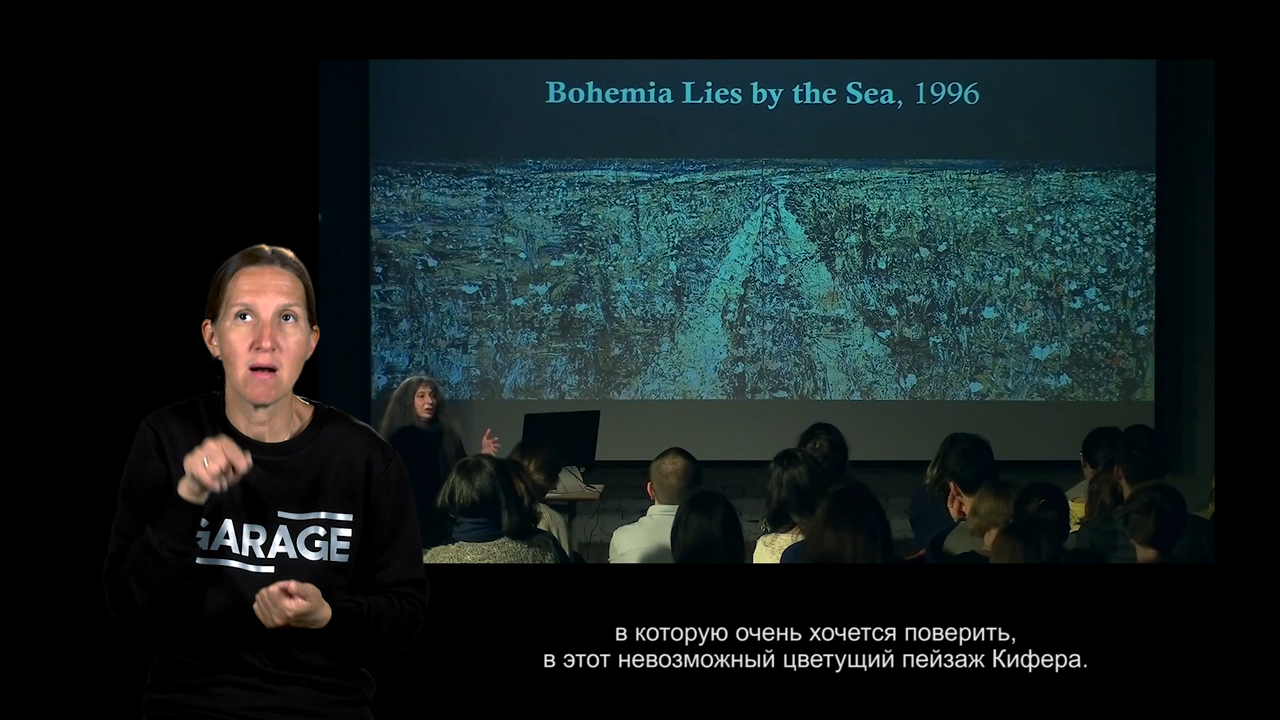 Bohemia Lies by the Sea, 1996
GARAGE
в которую очень хочется поверить,
в этот невозможный цветущий пейзаж Кифера.